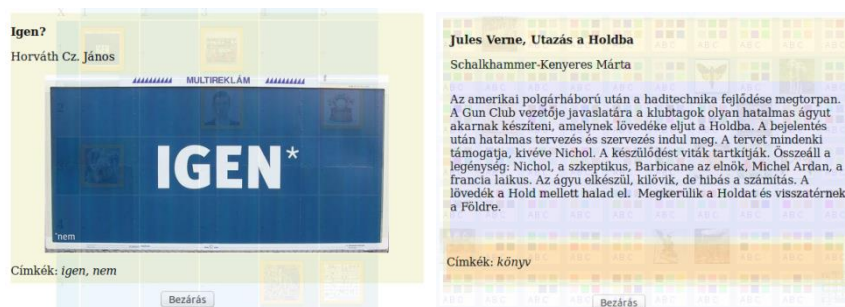 Igen?
Horváth Cz. János
MULTIREKLÁM
IGEN*
*nem
Címkék: igen, nem
Bezárás
Jules Verne, Utazás a Holdba
Schalkhammer-Kenyeres Márta
Az amerikai polgárháború után a haditechnika fejlődése megtorpan.
A Gun Club vezetője javaslatára a klubtagok olyan hatalmas ágyut
akarnak készíteni, amelynek lövedéke eljut a Holdba. A bejelentés
után hatalmas tervezés és szervezés indul meg. A tervet mindenki
támogatja, kivéve Nichol. A készülődést viták tartkítják. Összeáll a
legénység: Nichol, a szkeptikus, Barbicane az elnök, Michel Ardan, a
francia laikus. Az ágyu elkészül, kilövik, de hibás a számítás. A
lövedék a Hold mellett halad el. Megkerülik a Holdat és visszatérnek
a Földre.
Címkék: könyv
Bezárás